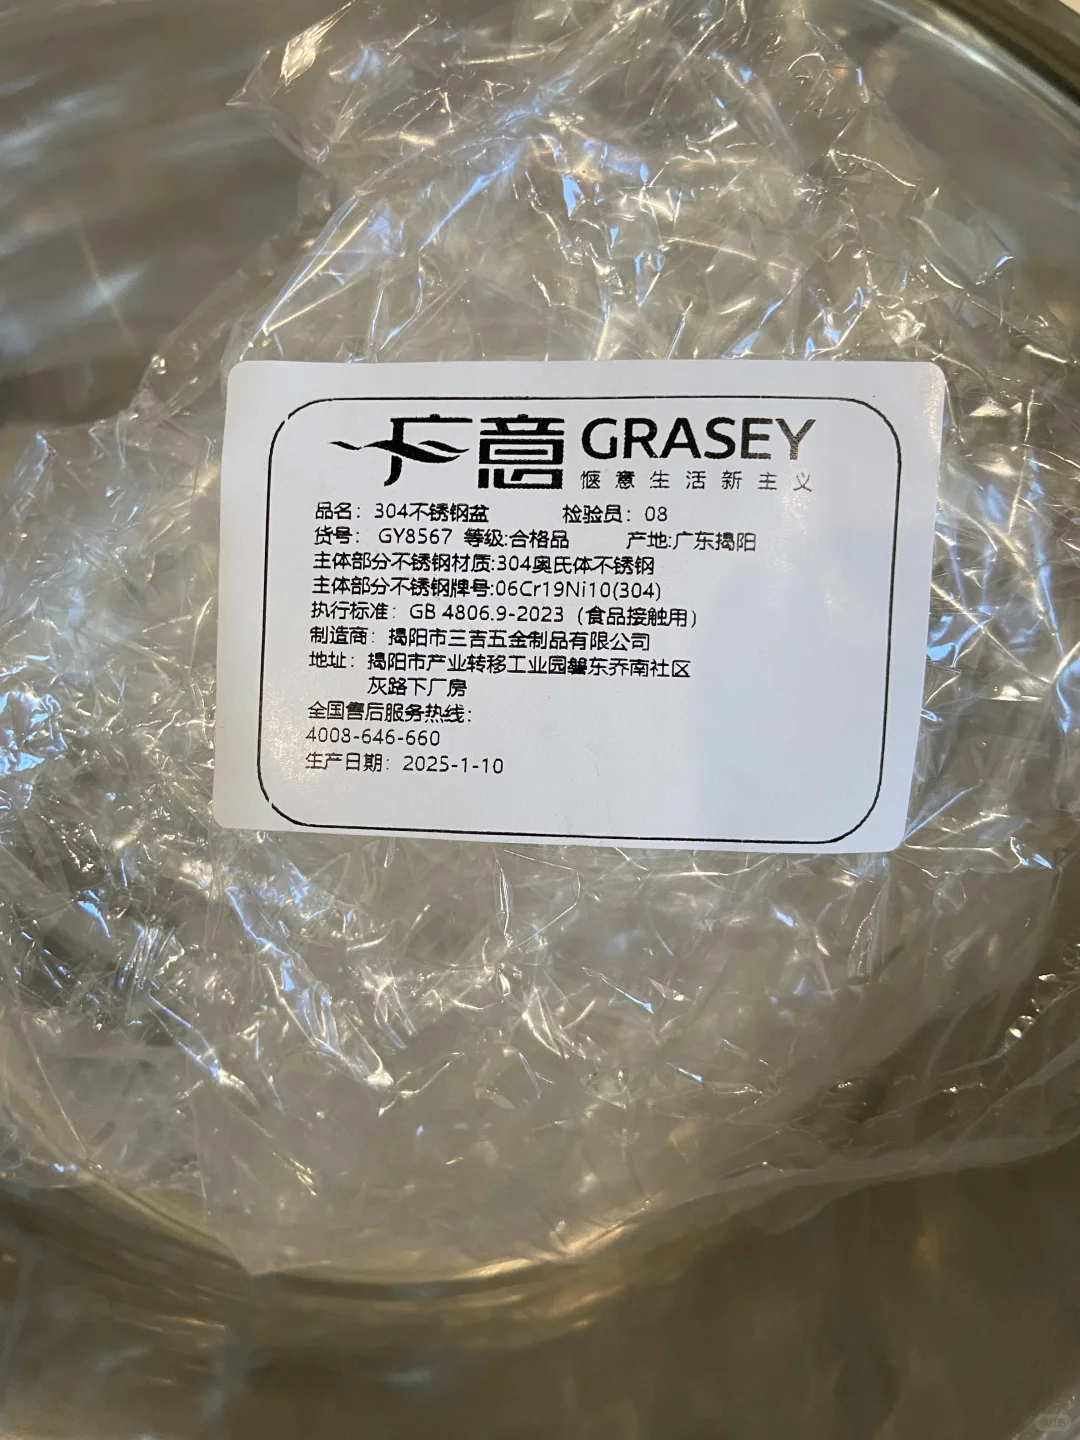 广意 GRASEY
惬意生活新主义
品名：304不锈钢盆 检验员：08
货号： GY8567 等级:合格品 产地:广东揭阳
主体部分不锈钢材质:304奥氏体不锈钢
主体部分不锈钢牌号:06Cr19Ni10(304)
执行标准：GB 4806.9-2023（食品接触用）
制造商：揭阳市三吉五金制品有限公司
地址：揭阳市产业转移工业园磐东乔南社区
灰路下厂房
全国售后服务热线：
4008-646-660
生产日期：2025-1-10